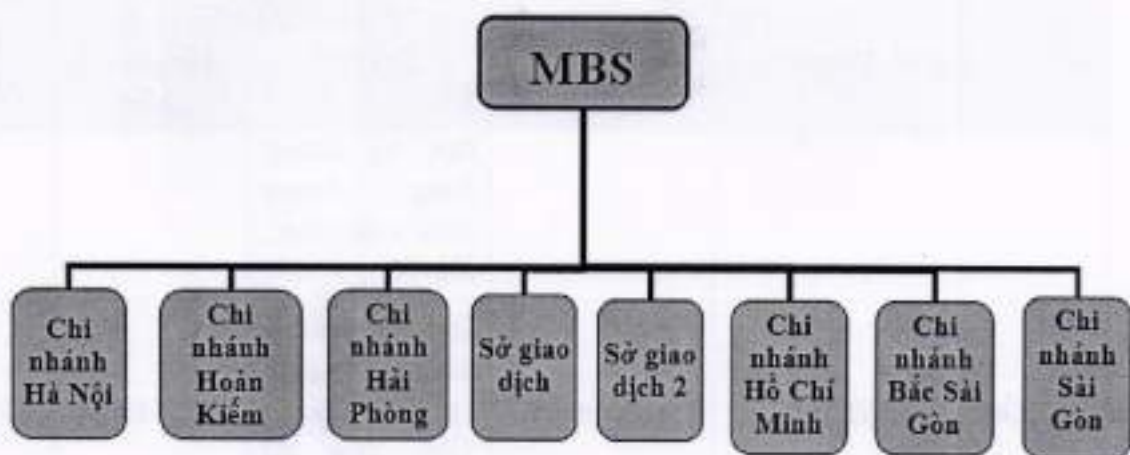 MBS
Chi
nhánh
Hà Nội
Chi
nhánh
Hoàn
Kiếm
Chi
nhánh
Hải
Phòng
Sở giao
dịch
Sở giao
dịch 2
Chi
nhánh
Hồ Chí
Minh
Chi
nhánh
Bắc Sài
Gòn
Chi
nhánh
Sài
Gòn